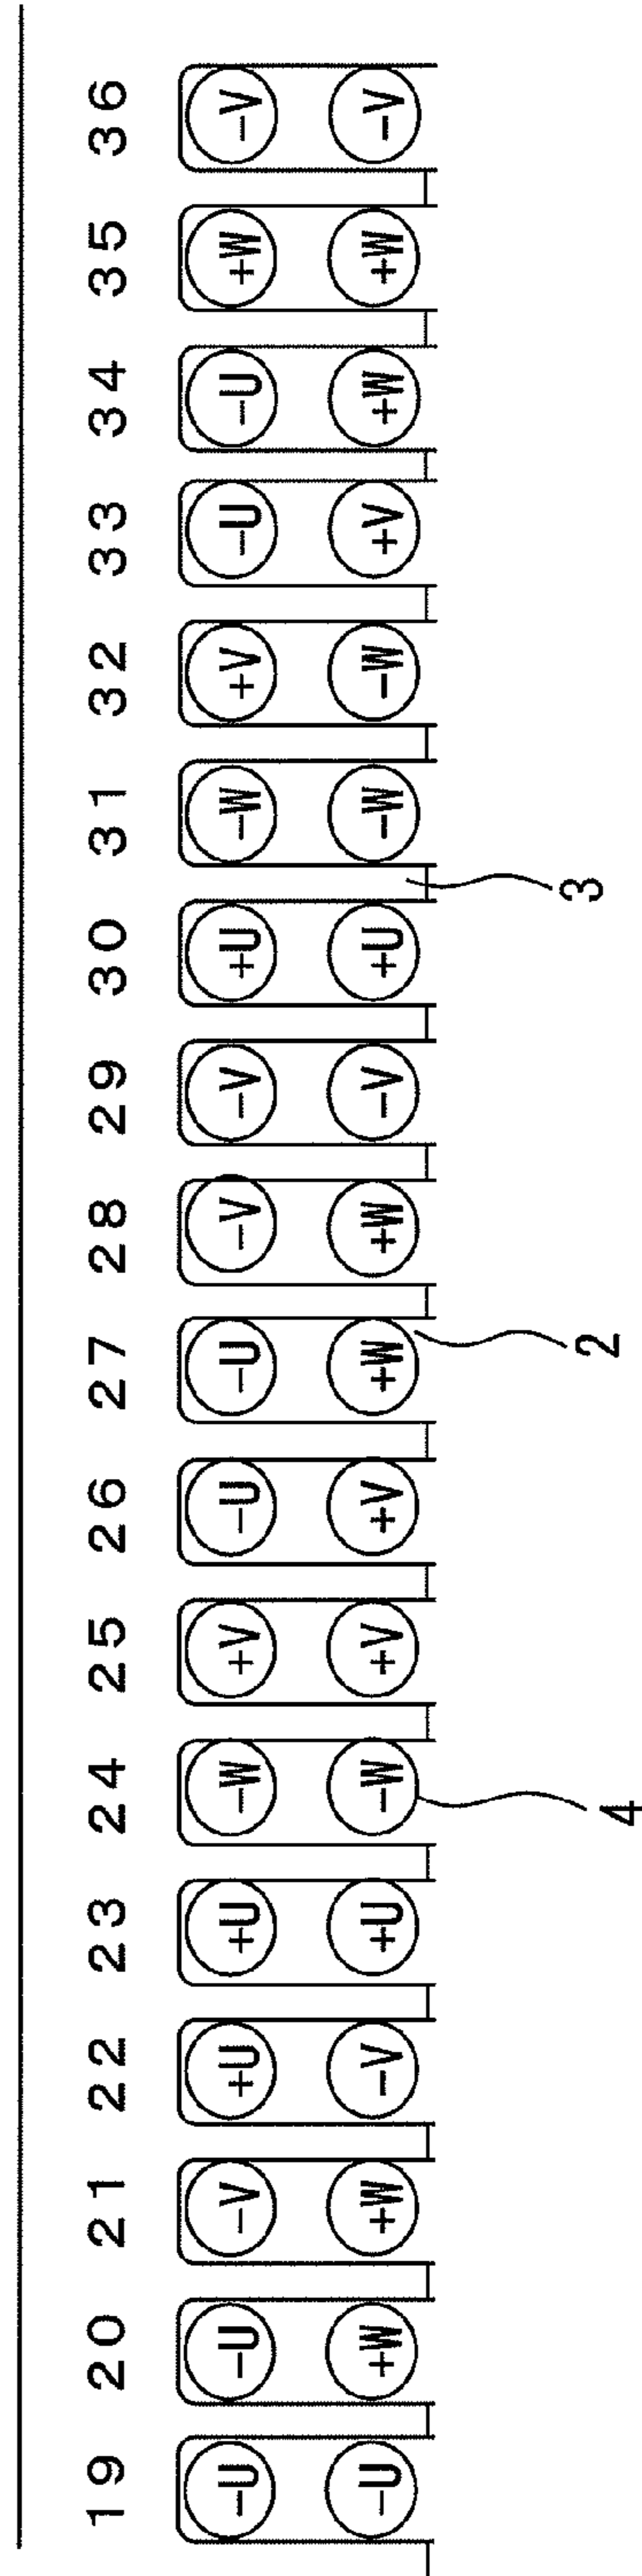 19 20 21 22 23 24 25 26 27 28 29 30 31 32 33 34 35 36
-U -U -V +U +U -W +V -U -U -V -V +U -W +V -U -U +W -V
-U +W +W -V +U -W +V +V +W +W -V +U -W -W +V +W +W -V
4 2 3